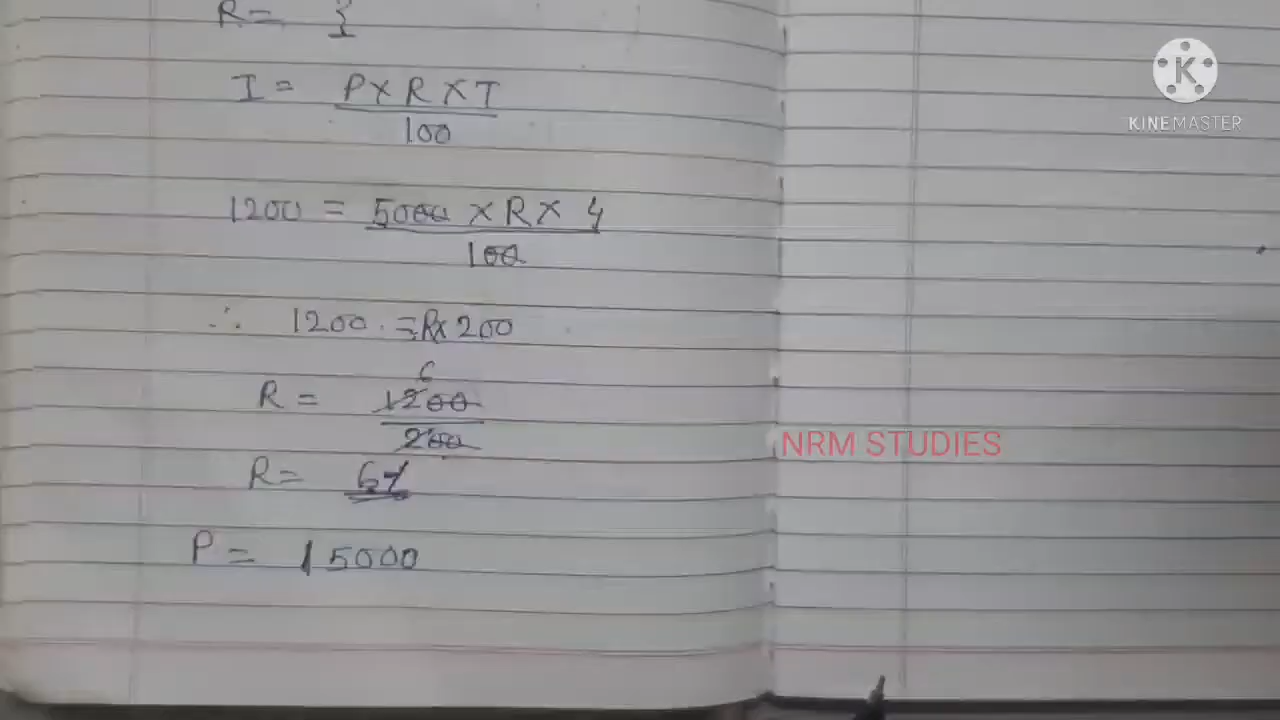 R = ?
I = P × R × T
100
KINEMASTER
1200 = 5000 × R × 4
100
∴ 1200 = R × 200
6
R = 1200
200
NRM STUDIES
R = 6%
P = 15000